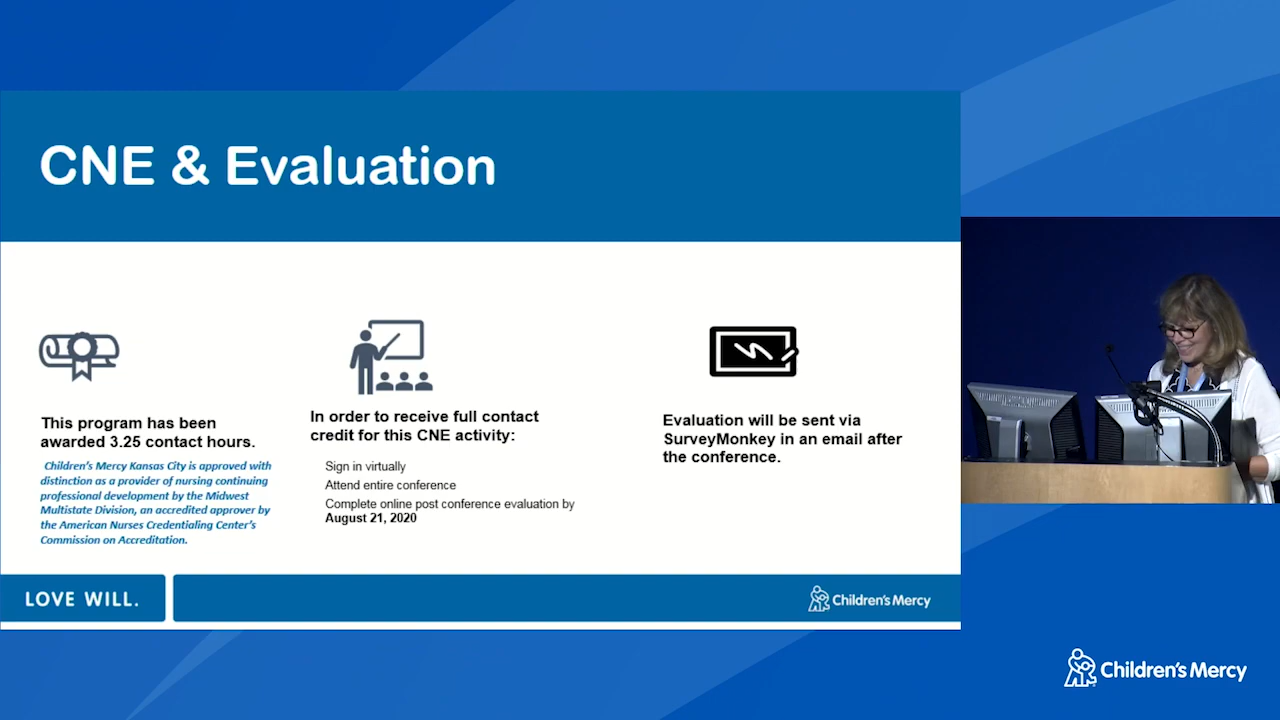 CNE & Evaluation
This program has been
awarded 3.25 contact hours.
Children's Mercy Kansas City is approved with
distinction as a provider of nursing continuing
professional development by the Midwest
Multistate Division, an accredited approver by
the American Nurses Credentialing Center's
Commission on Accreditation.
In order to receive full contact
credit for this CNE activity:
Sign in virtually
Attend entire conference
Complete online post conference evaluation by
August 21, 2020
Evaluation will be sent via
SurveyMonkey in an email after
the conference.
LOVE WILL.
Children's Mercy
Children's Mercy